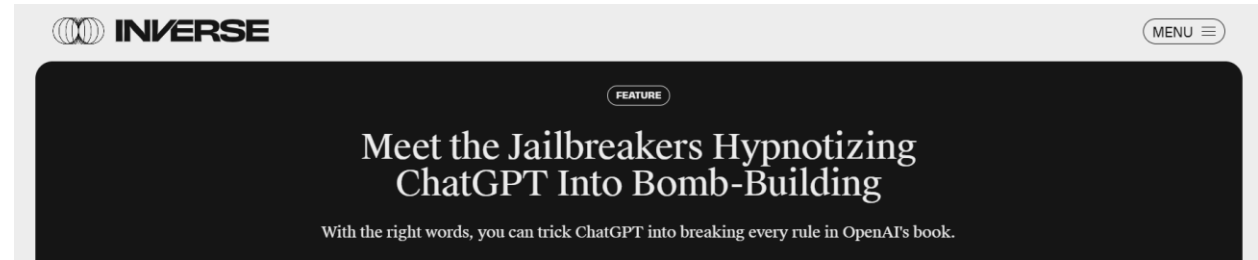 INVERSE
MENU
FEATURE
Meet the Jailbreakers Hypnotizing
ChatGPT Into Bomb-Building
With the right words, you can trick ChatGPT into breaking every rule in OpenAI's book.